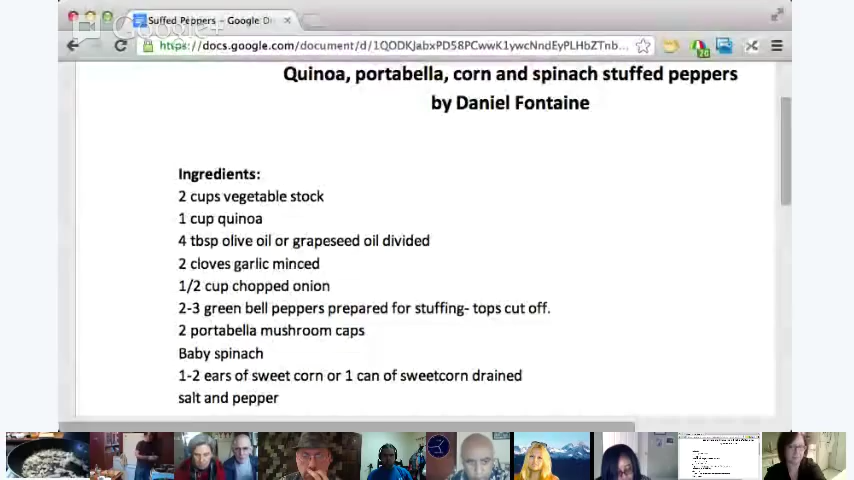 Suffed Peppers – Google D
Google+
https://docs.google.com/document/d/1QODKJabxPD58PCwwK1ywcNndEyPLHbZTnb...
Quinoa, portabella, corn and spinach stuffed peppers
by Daniel Fontaine
Ingredients:
2 cups vegetable stock
1 cup quinoa
4 tbsp olive oil or grapeseed oil divided
2 cloves garlic minced
1/2 cup chopped onion
2-3 green bell peppers prepared for stuffing- tops cut off.
2 portabella mushroom caps
Baby spinach
1-2 ears of sweet corn or 1 can of sweetcorn drained
salt and pepper